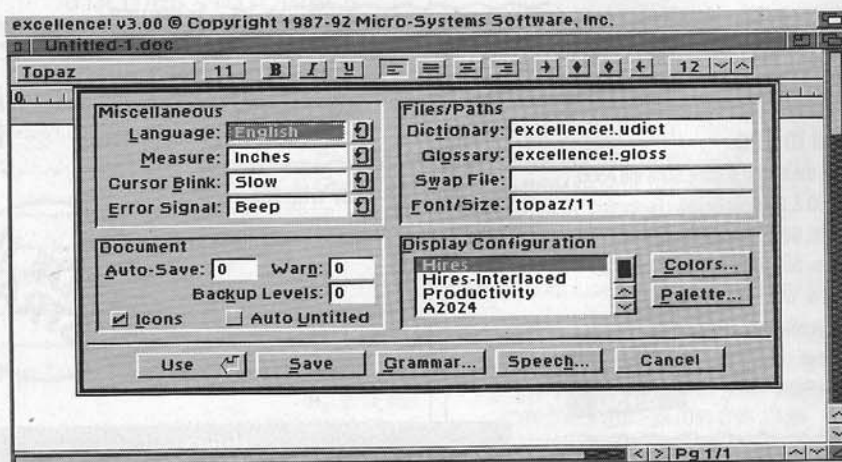 excellence! v3.00 © Copyright 1987-92 Micro-Systems Software, Inc.
Untitled-1.doc
Topaz 11 B I U 12
0
Miscellaneous
Language: English
Measure: Inches
Cursor Blink: Slow
Error Signal: Beep
Files/Paths
Dictionary: excellence!.udict
Glossary: excellence!.gloss
Swap File:
Font/Size: topaz/11
Document
Auto-Save: 0 Warn: 0
Backup Levels: 0
Icons Auto Untitled
Display Configuration
Hires
Hires-Interlaced
Productivity
A2024
Colors...
Palette...
Use Save Grammar... Speech... Cancel
< > Pg 1/1